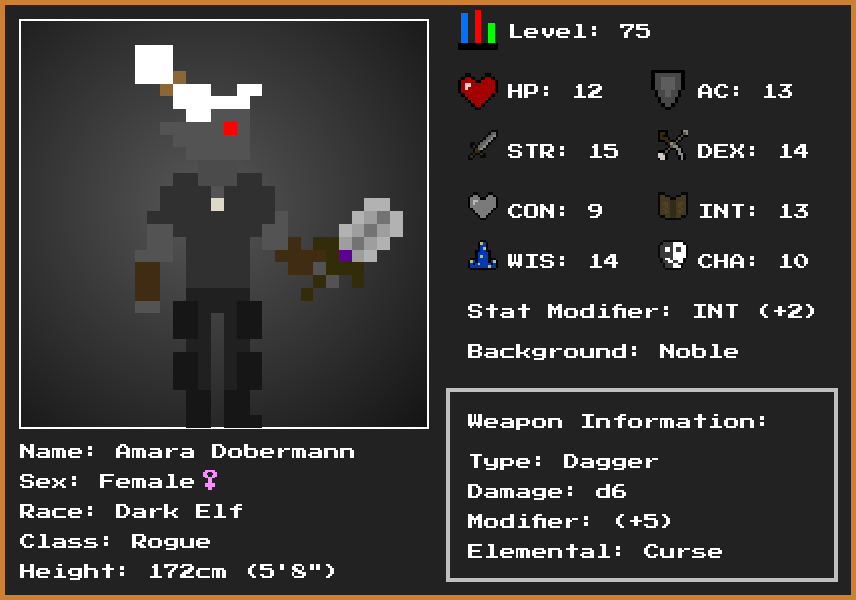 Level: 75
HP: 12
AC: 13
STR: 15
DEX: 14
CON: 9
INT: 13
WIS: 14
CHA: 10
Stat Modifier: INT (+2)
Background: Noble
Weapon Information:
Type: Dagger
Damage: d6
Modifier: (+5)
Elemental: Curse
Name: Amara Dobermann
Sex: Female♀
Race: Dark Elf
Class: Rogue
Height: 172cm (5'8")